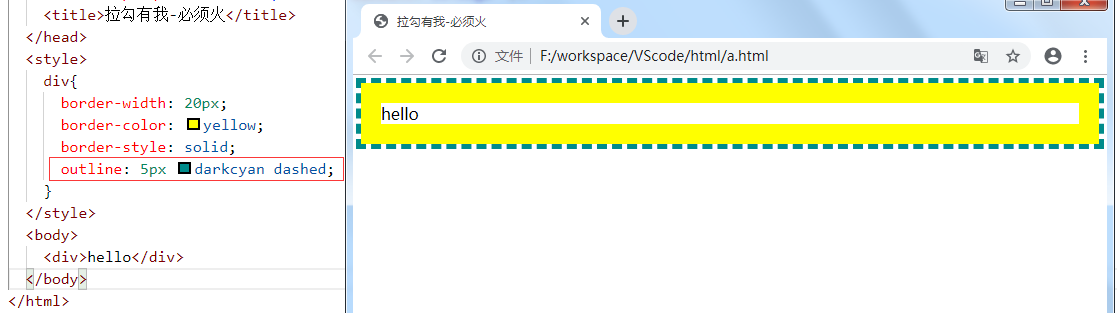 <title>拉勾有我-必须火</title>
</head>
<style>
div{
border-width: 20px;
border-color: yellow;
border-style: solid;
outline: 5px darkcyan dashed;
}
</style>
<body>
<div>hello</div>
</body>
</html>
拉勾有我-必须火
文件 | F:/workspace/VScode/html/a.html
hello